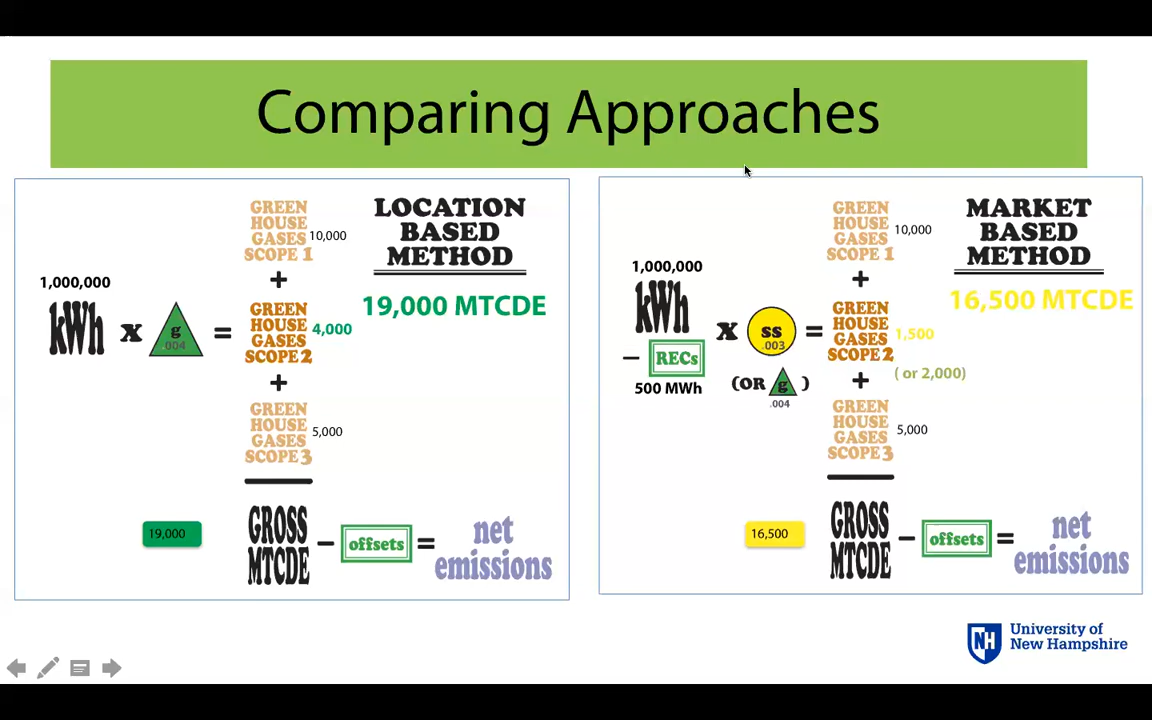 Comparing Approaches
LOCATION
BASED
METHOD
19,000 MTCDE
1,000,000
kWh
x
g
.004
=
GREEN
HOUSE
GASES
SCOPE 1
10,000
+
GREEN
HOUSE
GASES
SCOPE 2
4,000
+
GREEN
HOUSE
GASES
SCOPE 3
5,000
19,000
GROSS
MTCDE
–
offsets
=
net
emissions
MARKET
BASED
METHOD
16,500 MTCDE
1,000,000
kWh
– RECs
500 MWh
x
ss
.003
=
(OR g )
.004
GREEN
HOUSE
GASES
SCOPE 1
10,000
+
GREEN
HOUSE
GASES
SCOPE 2
1,500
( or 2,000)
+
GREEN
HOUSE
GASES
SCOPE 3
5,000
16,500
GROSS
MTCDE
–
offsets
=
net
emissions
NH
University of
New Hampshire